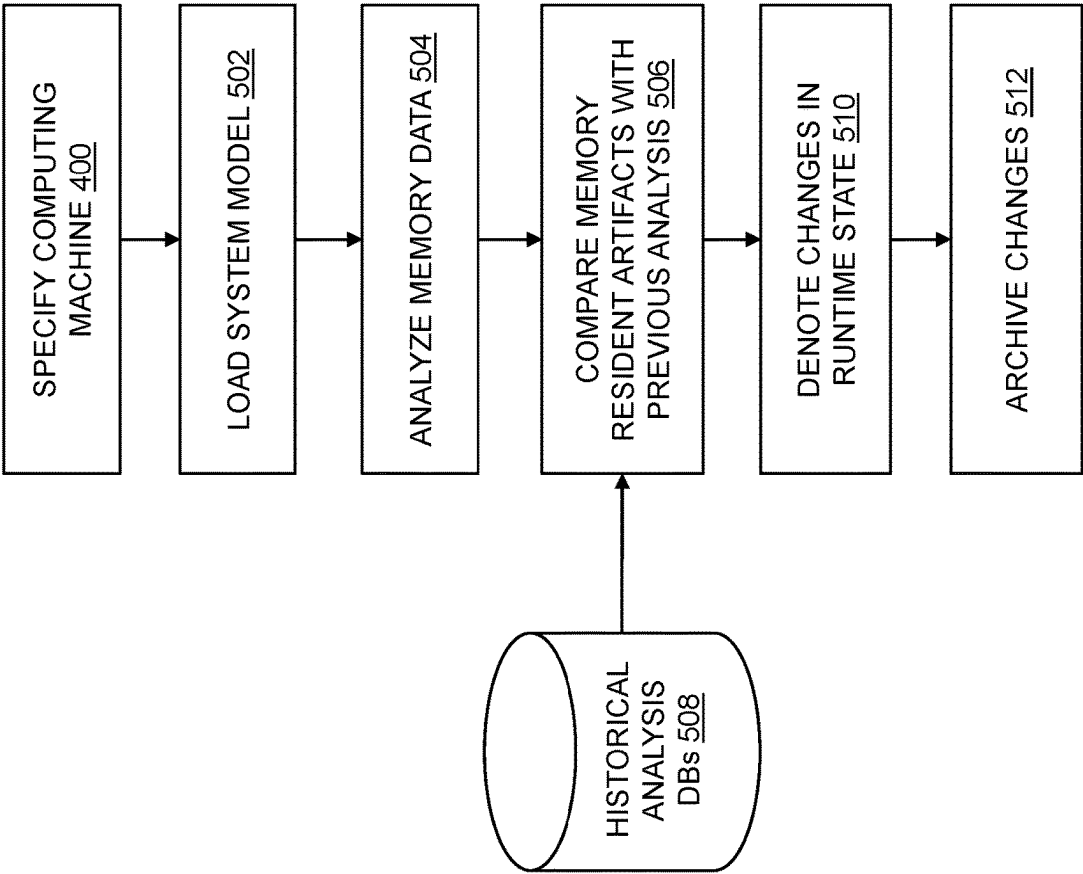 SPECIFY COMPUTING
MACHINE 400
LOAD SYSTEM MODEL 502
ANALYZE MEMORY DATA 504
COMPARE MEMORY
RESIDENT ARTIFACTS WITH
PREVIOUS ANALYSIS 506
HISTORICAL
ANALYSIS
DBs 508
DENOTE CHANGES IN
RUNTIME STATE 510
ARCHIVE CHANGES 512